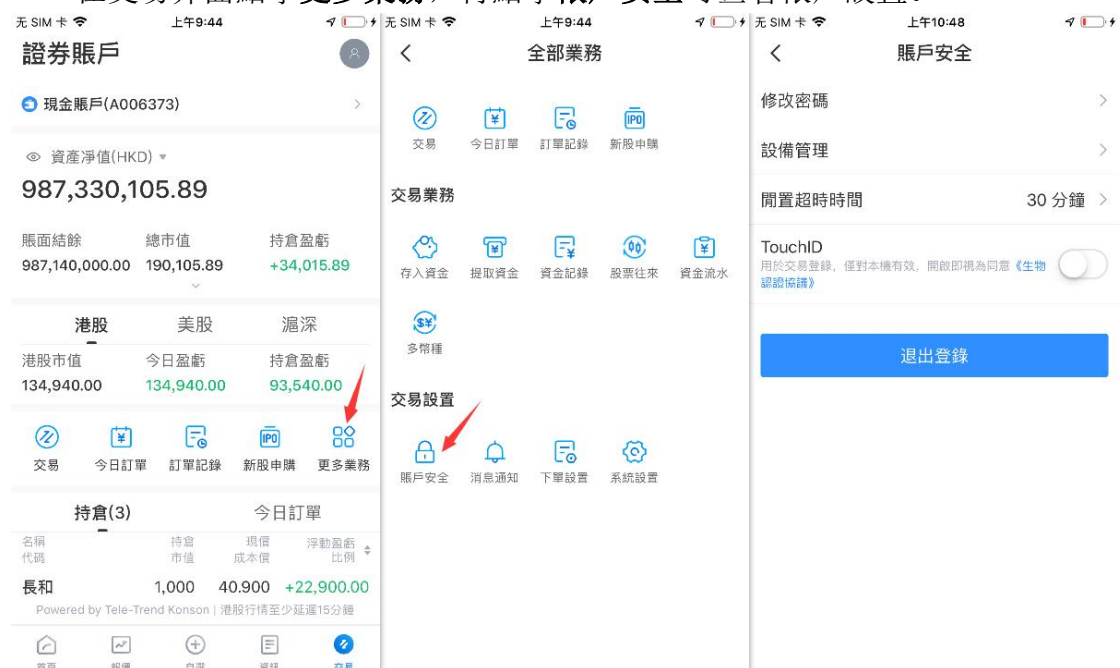 无 SIM 卡 上午9:44
證券賬戶
現金賬戶(A006373)
資產淨值(HKD)
987,330,105.89
賬面結餘 總市值 持倉盈虧
987,140,000.00 190,105.89 +34,015.89
港股 美股 滬深
港股市值 今日盈虧 持倉盈虧
134,940.00 134,940.00 93,540.00
交易 今日訂單 訂單記錄 新股申購 更多業務
持倉(3) 今日訂單
名稱 持倉 現價 浮動盈虧
代碼 市值 成本價 比例
長和 1,000 40.900 +22,900.00
Powered by Tele-Trend Konson | 港股行情至少延遲15分鐘
无 SIM 卡 上午9:44
全部業務
交易 今日訂單 訂單記錄 新股申購
交易業務
存入資金 提取資金 資金記錄 股票往來 資金流水
多幣種
交易設置
賬戶安全 消息通知 下單設置 系統設置
无 SIM 卡 上午10:48
賬戶安全
修改密碼
設備管理
閒置超時時間 30 分鐘
TouchID
用於交易登錄，僅對本機有效，開啟即視為同意《生物
認證協議》
退出登錄